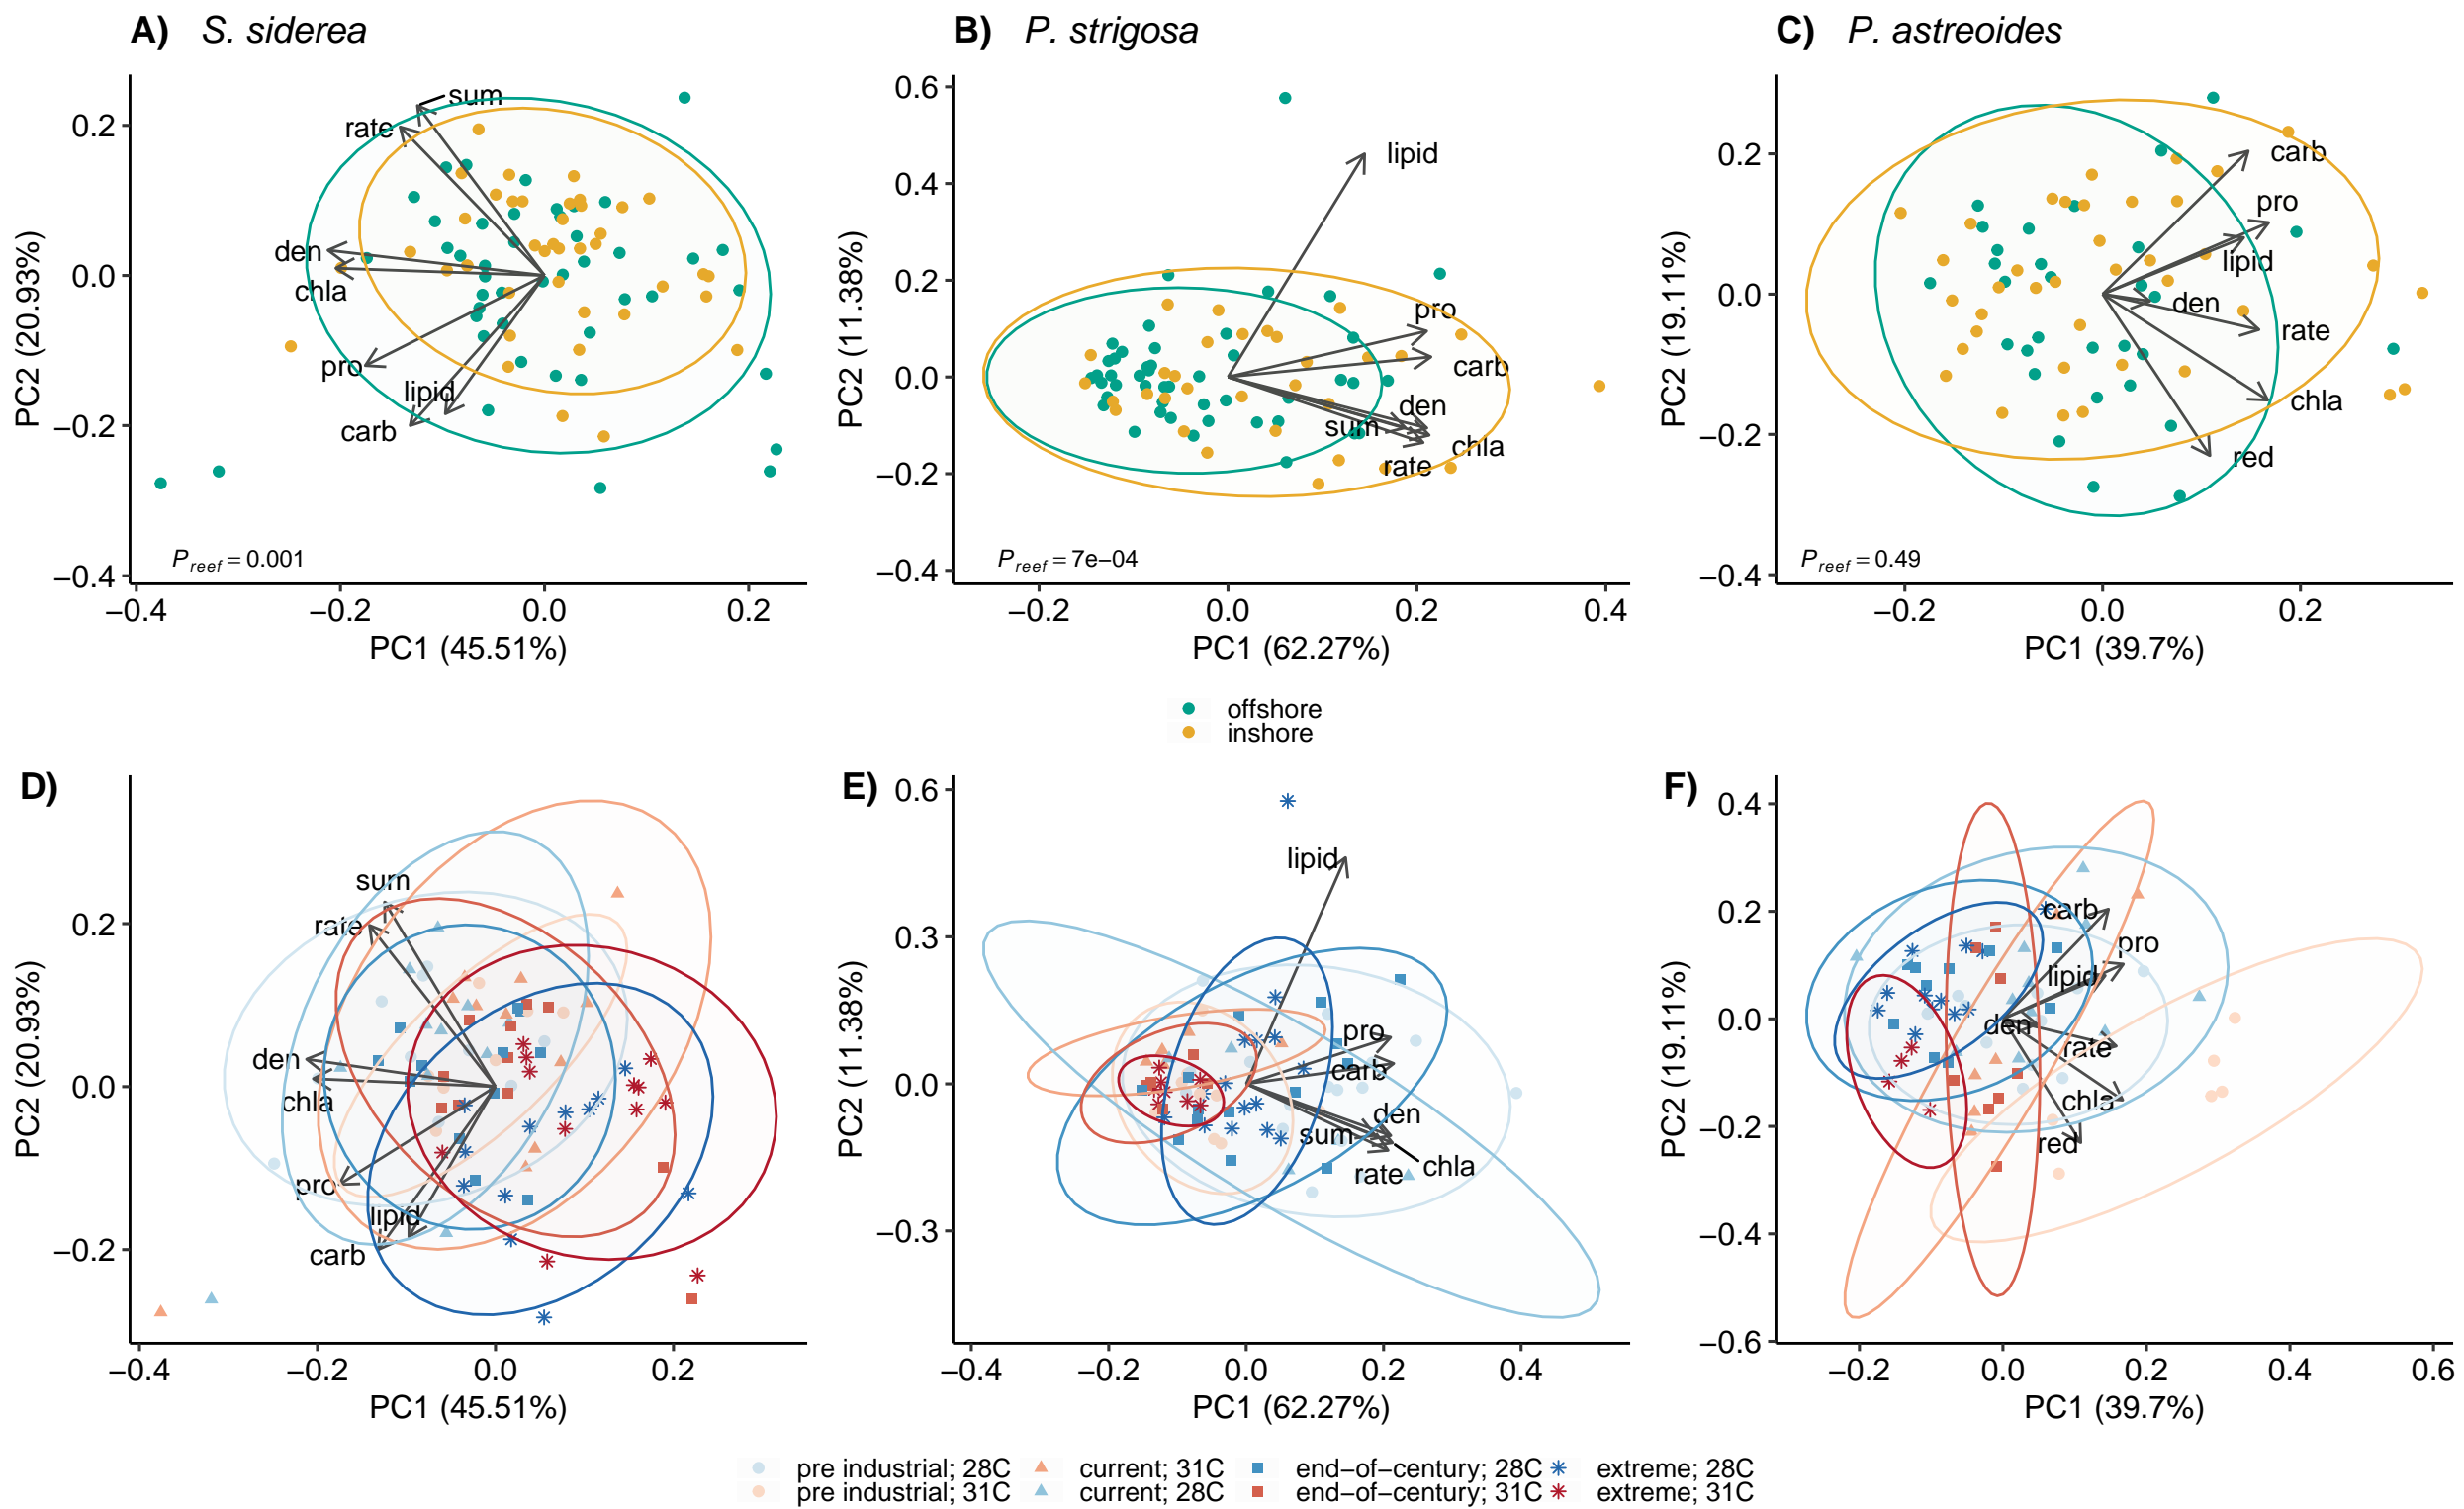 A) S. siderea
B) P. strigosa
C) P. astreoides
0.2
0.0
−0.2
−0.4
PC2 (20.93%)
sum
rate
den
chla
pro
lipid
carb
P reef = 0.001
−0.4 −0.2 0.0 0.2
PC1 (45.51%)
0.6
0.4
0.2
0.0
−0.2
−0.4
PC2 (11.38%)
lipid
pro
carb
den
sum
chla
rate
P reef = 7e−04
−0.2 0.0 0.2 0.4
PC1 (62.27%)
0.2
0.0
−0.2
−0.4
PC2 (19.11%)
carb
pro
lipid
den
rate
chla
red
P reef = 0.49
−0.2 0.0 0.2
PC1 (39.7%)
offshore
inshore
D)
0.2
0.0
−0.2
PC2 (20.93%)
sum
rate
den
chla
pro
lipid
carb
−0.4 −0.2 0.0 0.2
PC1 (45.51%)
E)
0.6
0.3
0.0
−0.3
PC2 (11.38%)
lipid
pro
carb
den
sum
chla
rate
−0.4 −0.2 0.0 0.2 0.4
PC1 (62.27%)
F)
0.4
0.2
0.0
−0.2
−0.4
−0.6
PC2 (19.11%)
carb
pro
lipid
den
rate
chla
red
−0.2 0.0 0.2 0.4 0.6
PC1 (39.7%)
pre industrial; 28C current; 31C end−of−century; 28C extreme; 28C
pre industrial; 31C current; 28C end−of−century; 31C extreme; 31C